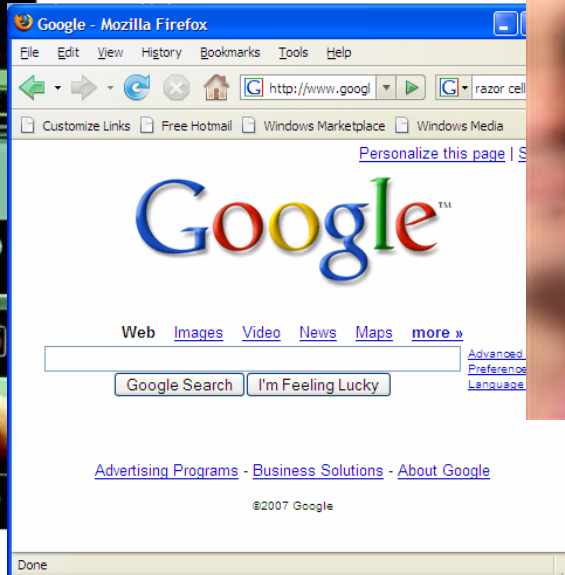 Google - Mozilla Firefox
File Edit View History Bookmarks Tools Help
G http://www.googl G razor cell
Customize Links Free Hotmail Windows Marketplace Windows Media
Personalize this page | S
Google™
Web Images Video News Maps more »
Advanced
Preference
Language
Google Search I'm Feeling Lucky
Advertising Programs - Business Solutions - About Google
©2007 Google
Done